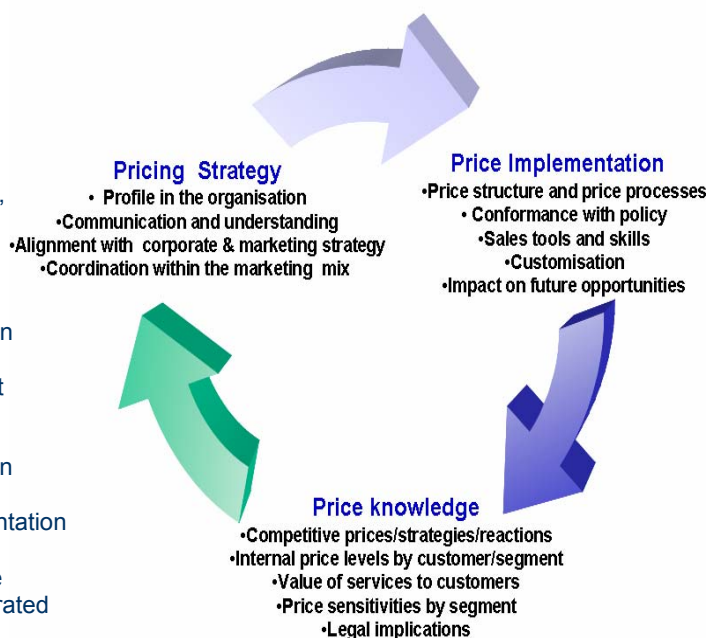 Pricing Strategy
• Profile in the organisation
•Communication and understanding
•Alignment with corporate & marketing strategy
•Coordination within the marketing mix
Price Implementation
•Price structure and price processes
• Conformance with policy
•Sales tools and skills
•Customisation
•Impact on future opportunities
Price knowledge
•Competitive prices/strategies/reactions
•Internal price levels by customer/segment
•Value of services to customers
•Price sensitivities by segment
•Legal implications